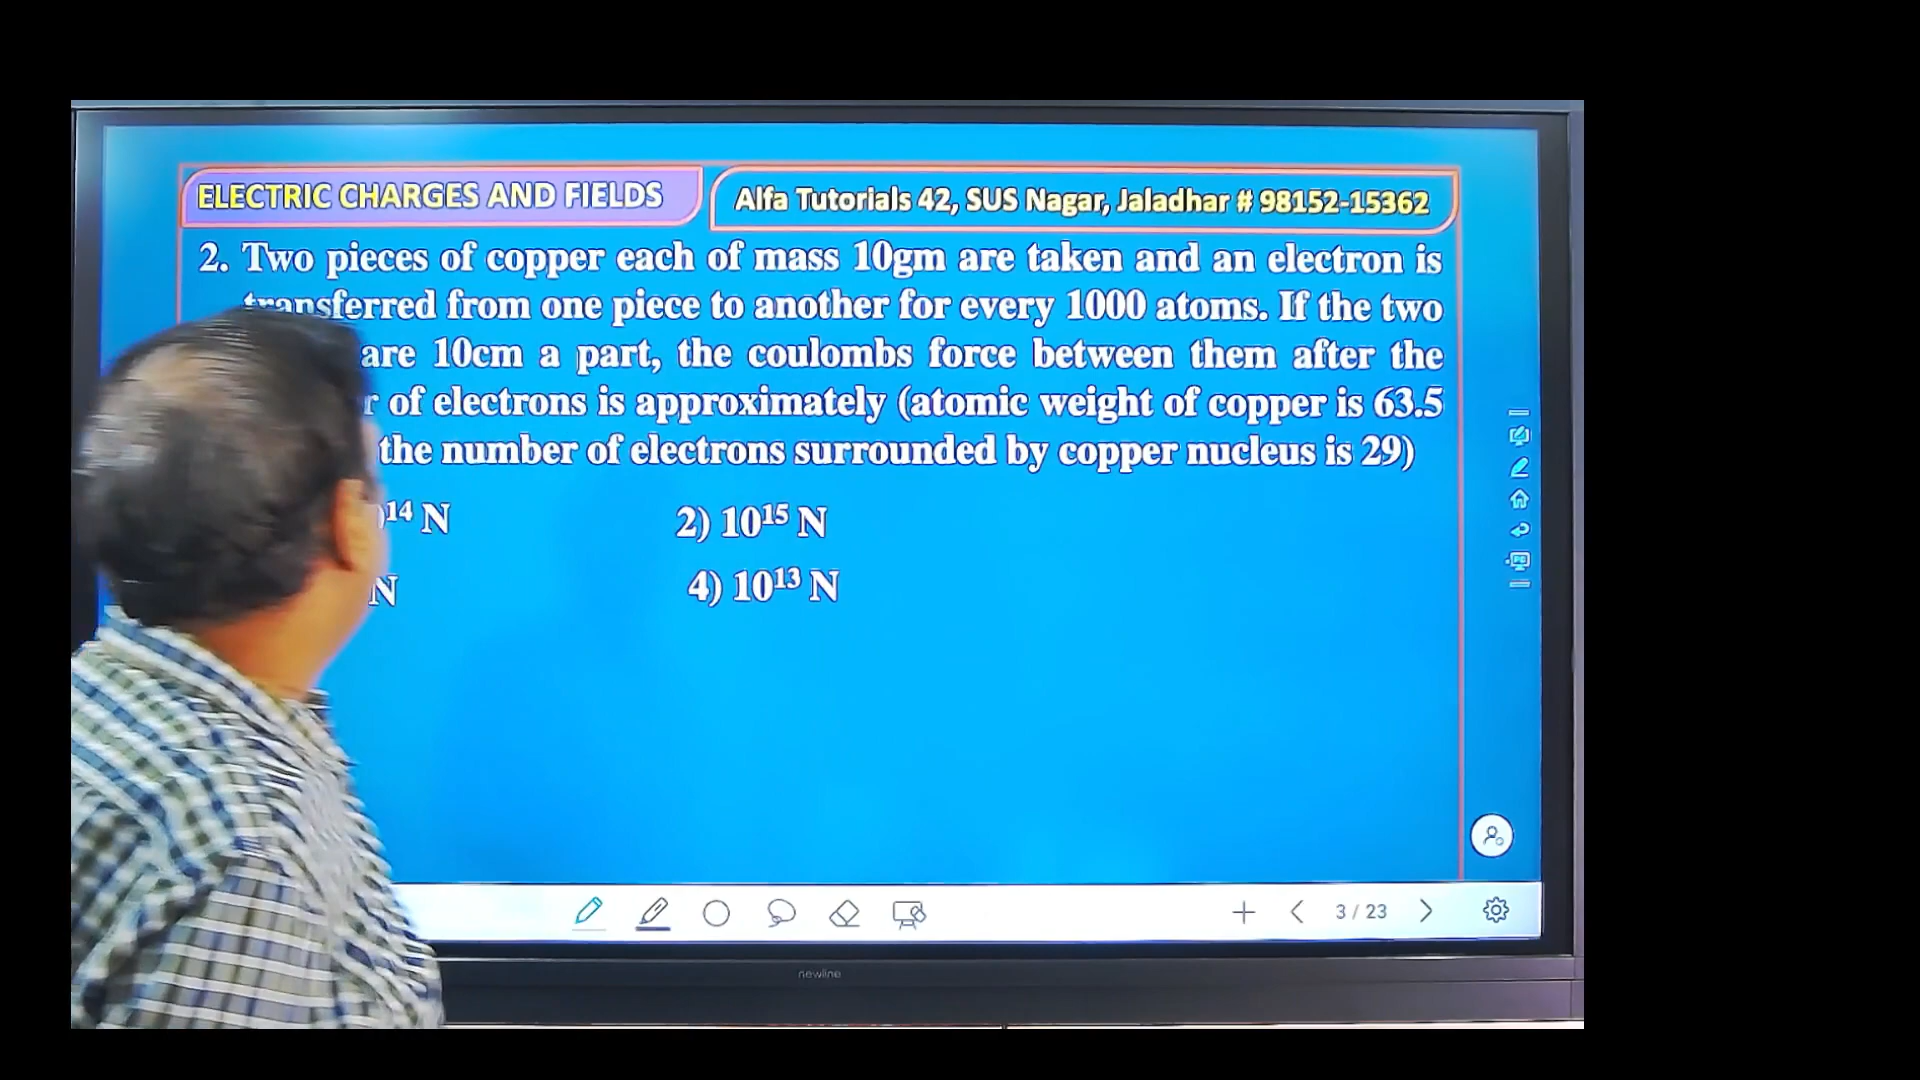 ELECTRIC CHARGES AND FIELDS
Alfa Tutorials 42, SUS Nagar, Jaladhar # 98152-15362
2. Two pieces of copper each of mass 10gm are taken and an electron is
transferred from one piece to another for every 1000 atoms. If the two
are 10cm a part, the coulombs force between them after the
of electrons is approximately (atomic weight of copper is 63.5
the number of electrons surrounded by copper nucleus is 29)
¹⁴ N
2) 10¹⁵ N
N
4) 10¹³ N
3 / 23
newline